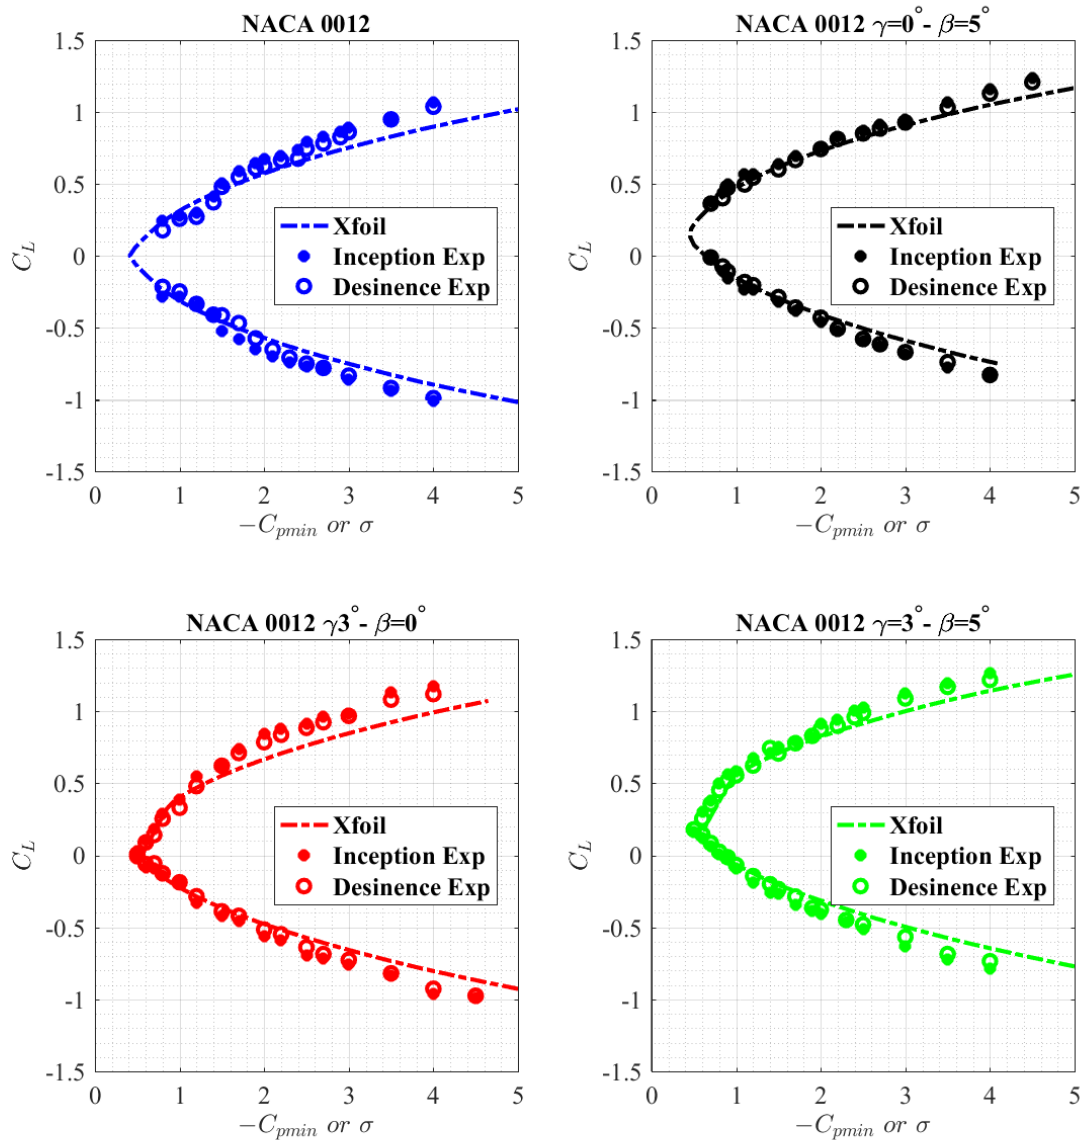 NACA 0012
1.5
1
0.5
0
-0.5
-1
-1.5
C_L
Xfoil
Inception Exp
Desinence Exp
0 1 2 3 4 5
−C_pmin or σ
NACA 0012 γ=0°- β=5°
1.5
1
0.5
0
-0.5
-1
-1.5
C_L
Xfoil
Inception Exp
Desinence Exp
0 1 2 3 4 5
−C_pmin or σ
NACA 0012 γ3°- β=0°
1.5
1
0.5
0
-0.5
-1
-1.5
C_L
Xfoil
Inception Exp
Desinence Exp
0 1 2 3 4 5
−C_pmin or σ
NACA 0012 γ=3°- β=5°
1.5
1
0.5
0
-0.5
-1
-1.5
C_L
Xfoil
Inception Exp
Desinence Exp
0 1 2 3 4 5
−C_pmin or σ